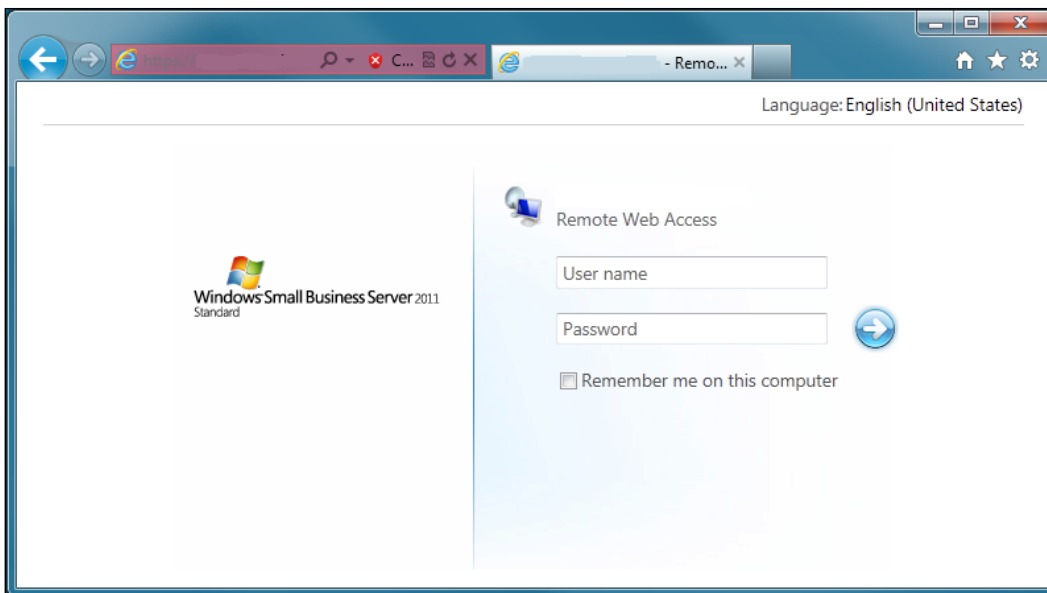 C...
- Remo...
Language: English (United States)
Remote Web Access
User name
Windows Small Business Server 2011
Standard
Password
Remember me on this computer